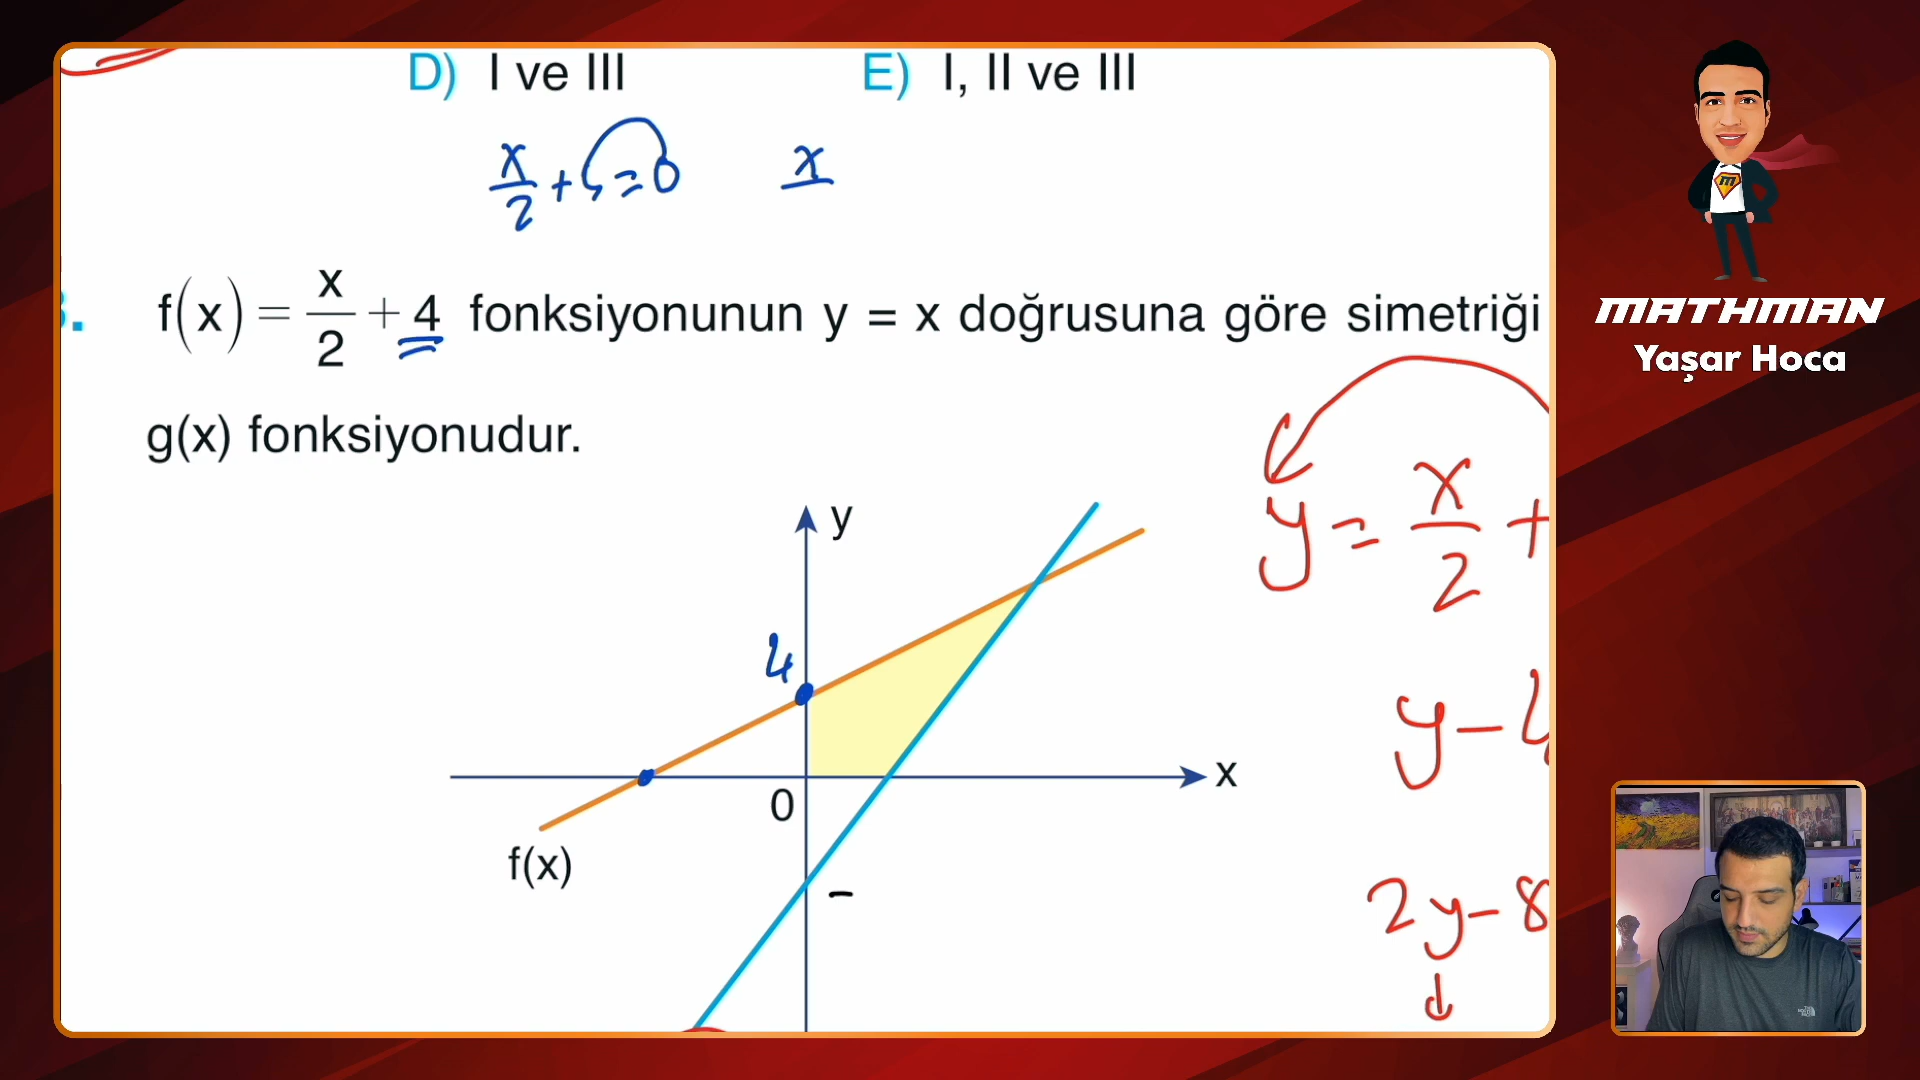 D) I ve III E) I, II ve III
x/2 + 4 = 0 x
3. f(x) = x/2 + 4 fonksiyonunun y = x doğrusuna göre simetriği
g(x) fonksiyonudur.
y
y = x/2 +
4
y - 4
x
0
f(x)
2y - 8
MATHMAN
Yaşar Hoca